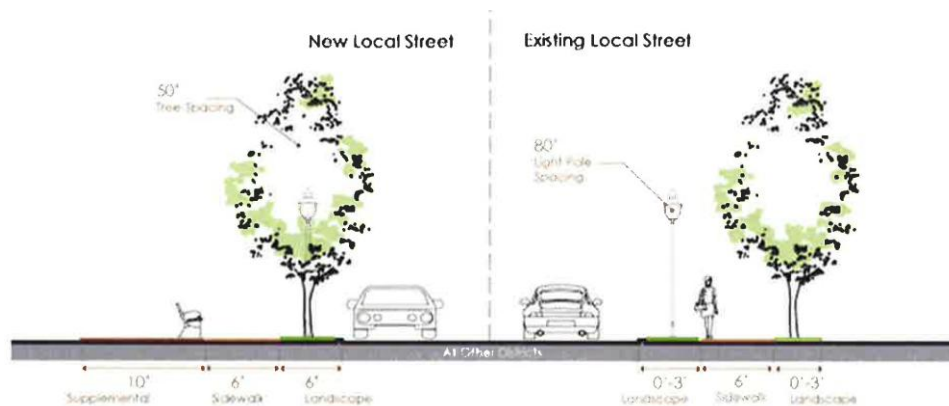 New Local Street
Existing Local Street
50'
Tree Spacing
80'
Light Pole
Spacing
All Other Objects
10'
Supplemental
6'
Sidewalk
6'
Landscape
0'-3'
Landscape
6'
Sidewalk
0'-3'
Landscape